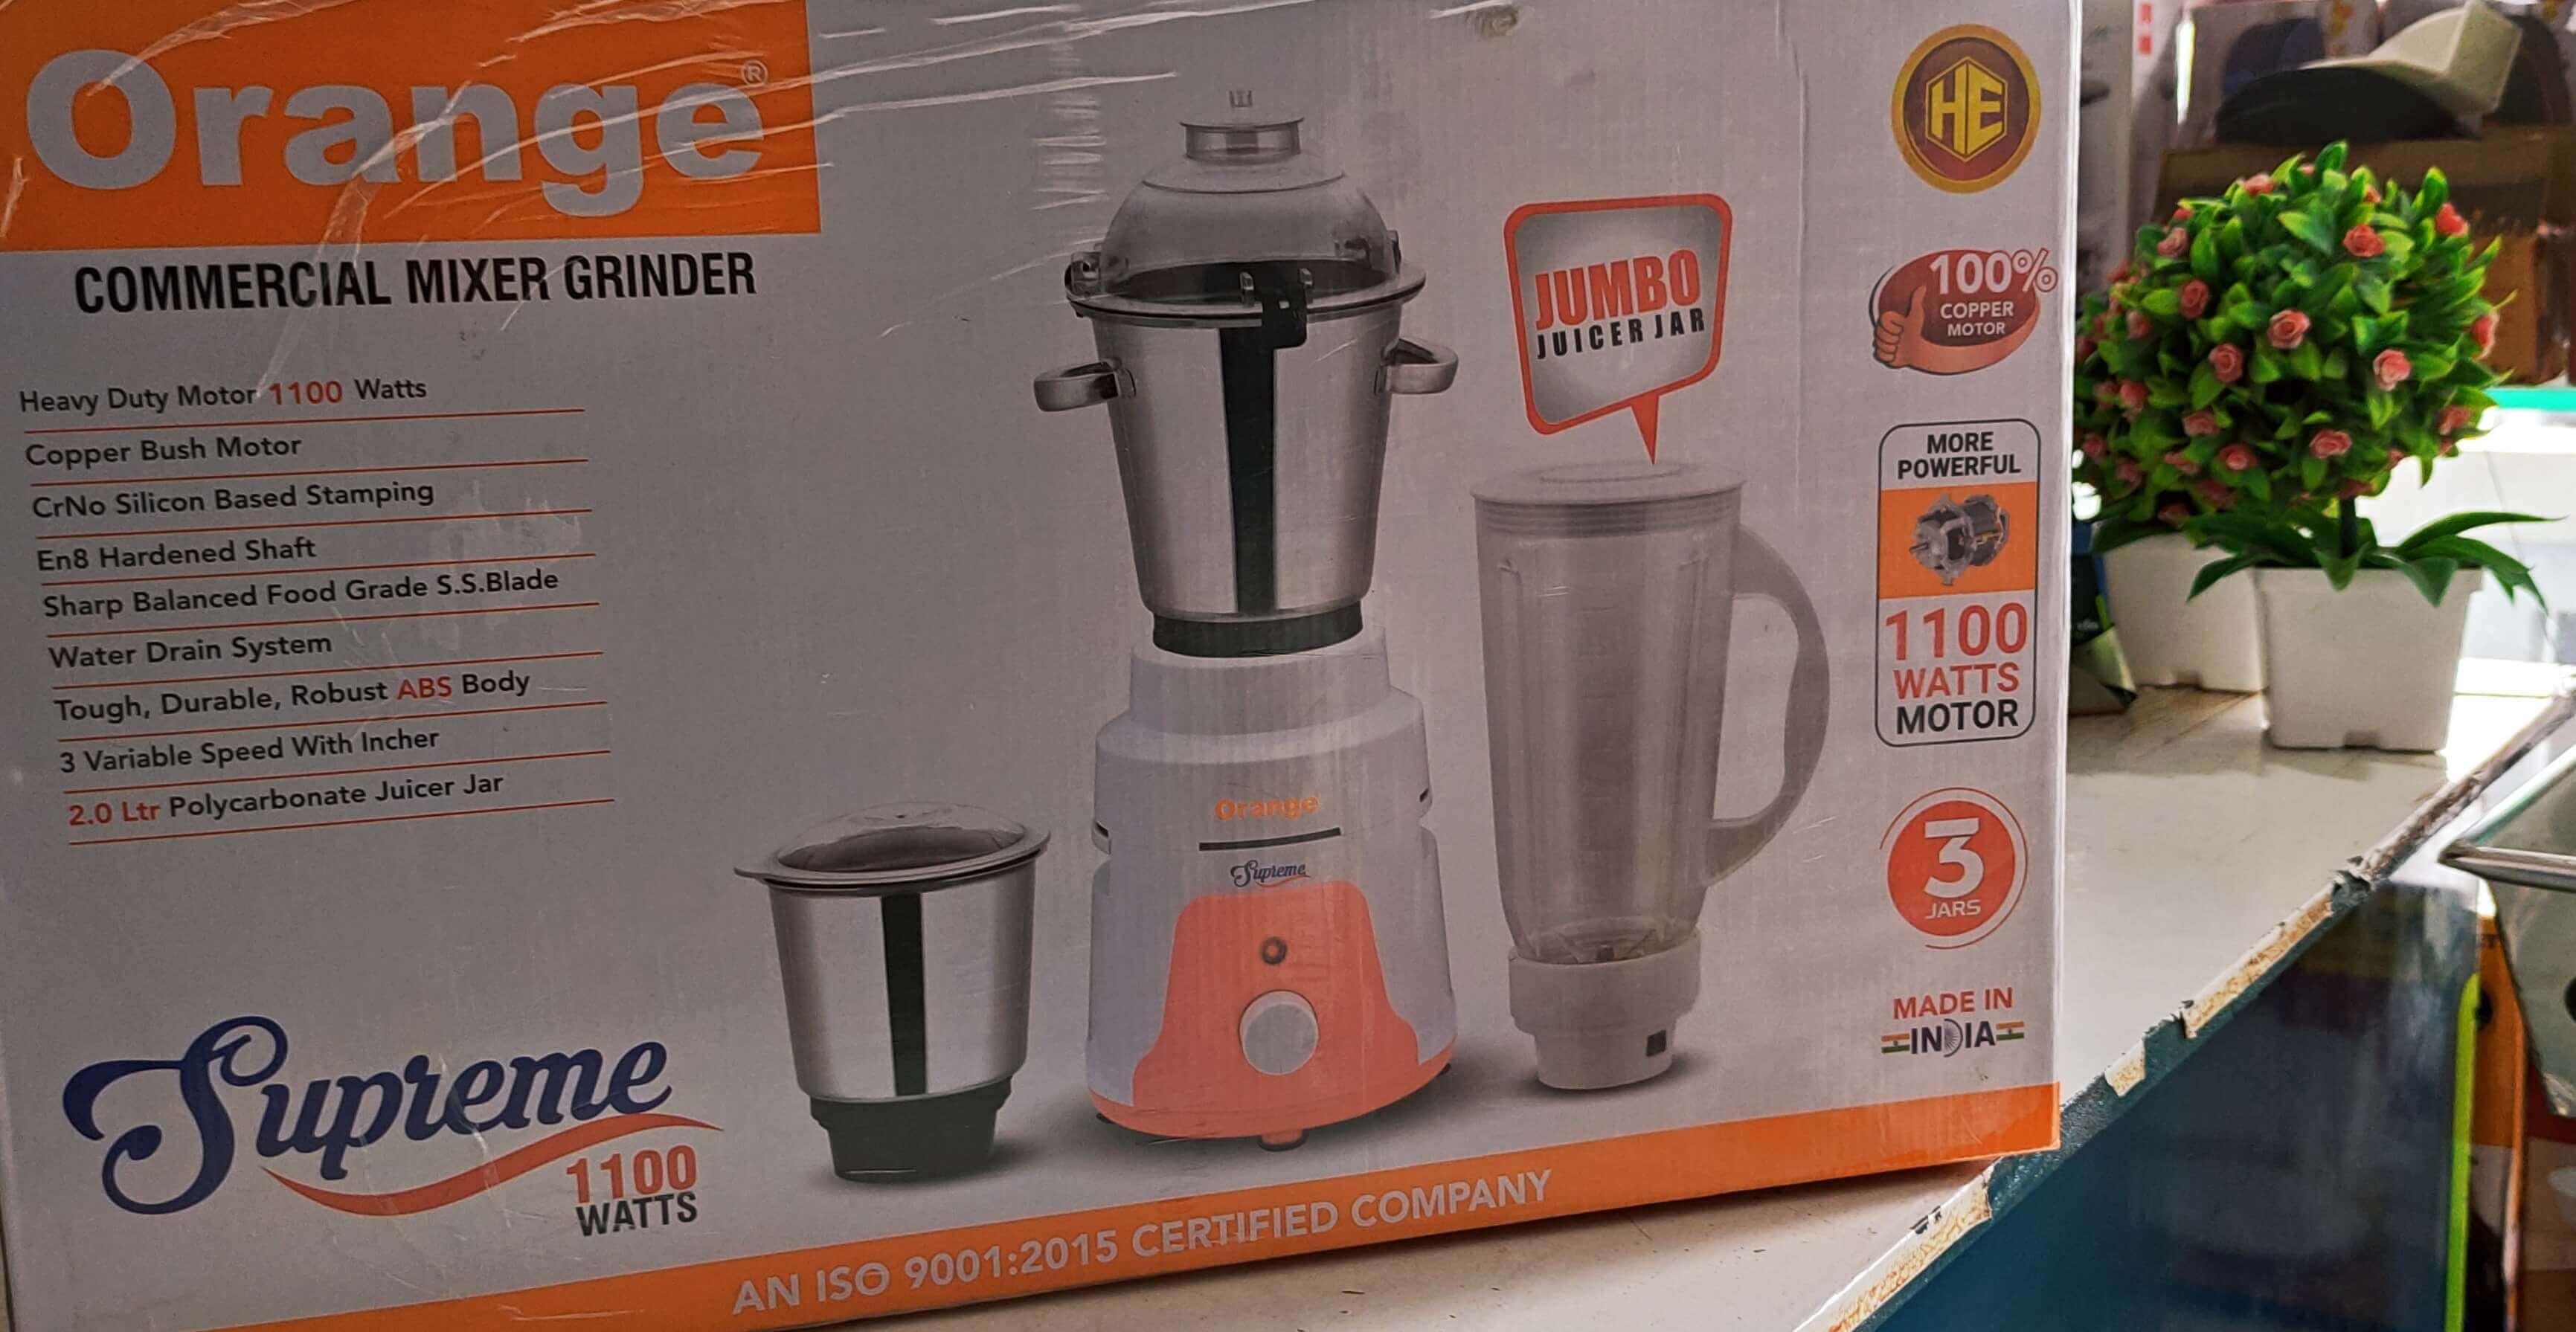 Orange®
COMMERCIAL MIXER GRINDER
Heavy Duty Motor 1100 Watts
Copper Bush Motor
CrNo Silicon Based Stamping
En8 Hardened Shaft
Sharp Balanced Food Grade S.S.Blade
Water Drain System
Tough, Durable, Robust ABS Body
3 Variable Speed With Incher
2.0 Ltr Polycarbonate Juicer Jar
Supreme
1100
WATTS
JUMBO
JUICER JAR
Orange
Supreme
HE
100%
COPPER
MOTOR
MORE
POWERFUL
1100
WATTS
MOTOR
3
JARS
MADE IN
INDIA
AN ISO 9001:2015 CERTIFIED COMPANY